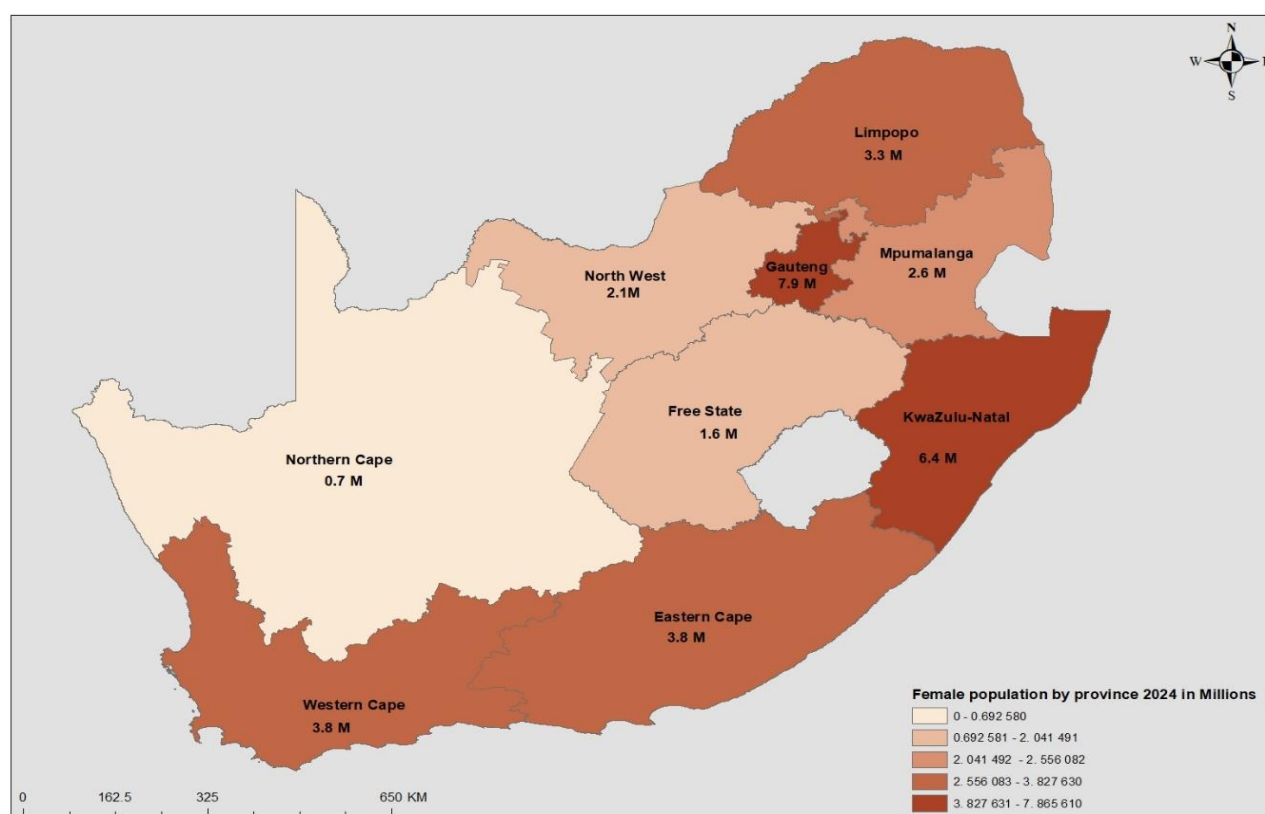 N
W
E
S
Limpopo
3.3 M
Mpumalanga
2.6 M
Gauteng
7.9 M
North West
2.1M
Free State
1.6 M
KwaZulu-Natal
6.4 M
Northern Cape
0.7 M
Eastern Cape
3.8 M
Western Cape
3.8 M
Female population by province 2024 in Millions
0 - 0.692 580
0.692 581 - 2. 041 491
2. 041 492 - 2. 556 082
2. 556 083 - 3. 827 630
3. 827 631 - 7. 865 610
0 162.5 325 650 KM